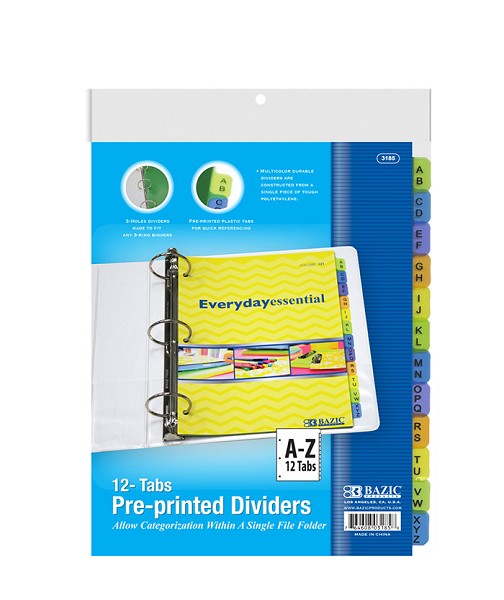 3185
3-HOLES DIVIDERS
MADE TO FIT
ANY 3-RING BINDERS
A
B
C
PRE-PRINTED PLASTIC TABS
FOR QUICK REFERENCING
• MULTICOLOR DURABLE
DIVIDERS ARE
CONSTRUCTED FROM A
SINGLE PIECE OF TOUGH
POLYETHYLENE.
Everydayessential
BAZIC
A-Z
12 Tabs
12- Tabs
Pre-printed Dividers
Allow Categorization Within A Single File Folder
BAZIC
PRODUCTS
LOS ANGELES, CA. U.S.A.
WWW.BAZICPRODUCTS.COM
MADE IN CHINA
A
B
C
D
E
F
G
H
I
J
K
L
M
N
O
P
Q
R
S
T
U
V
W
X
Y
Z